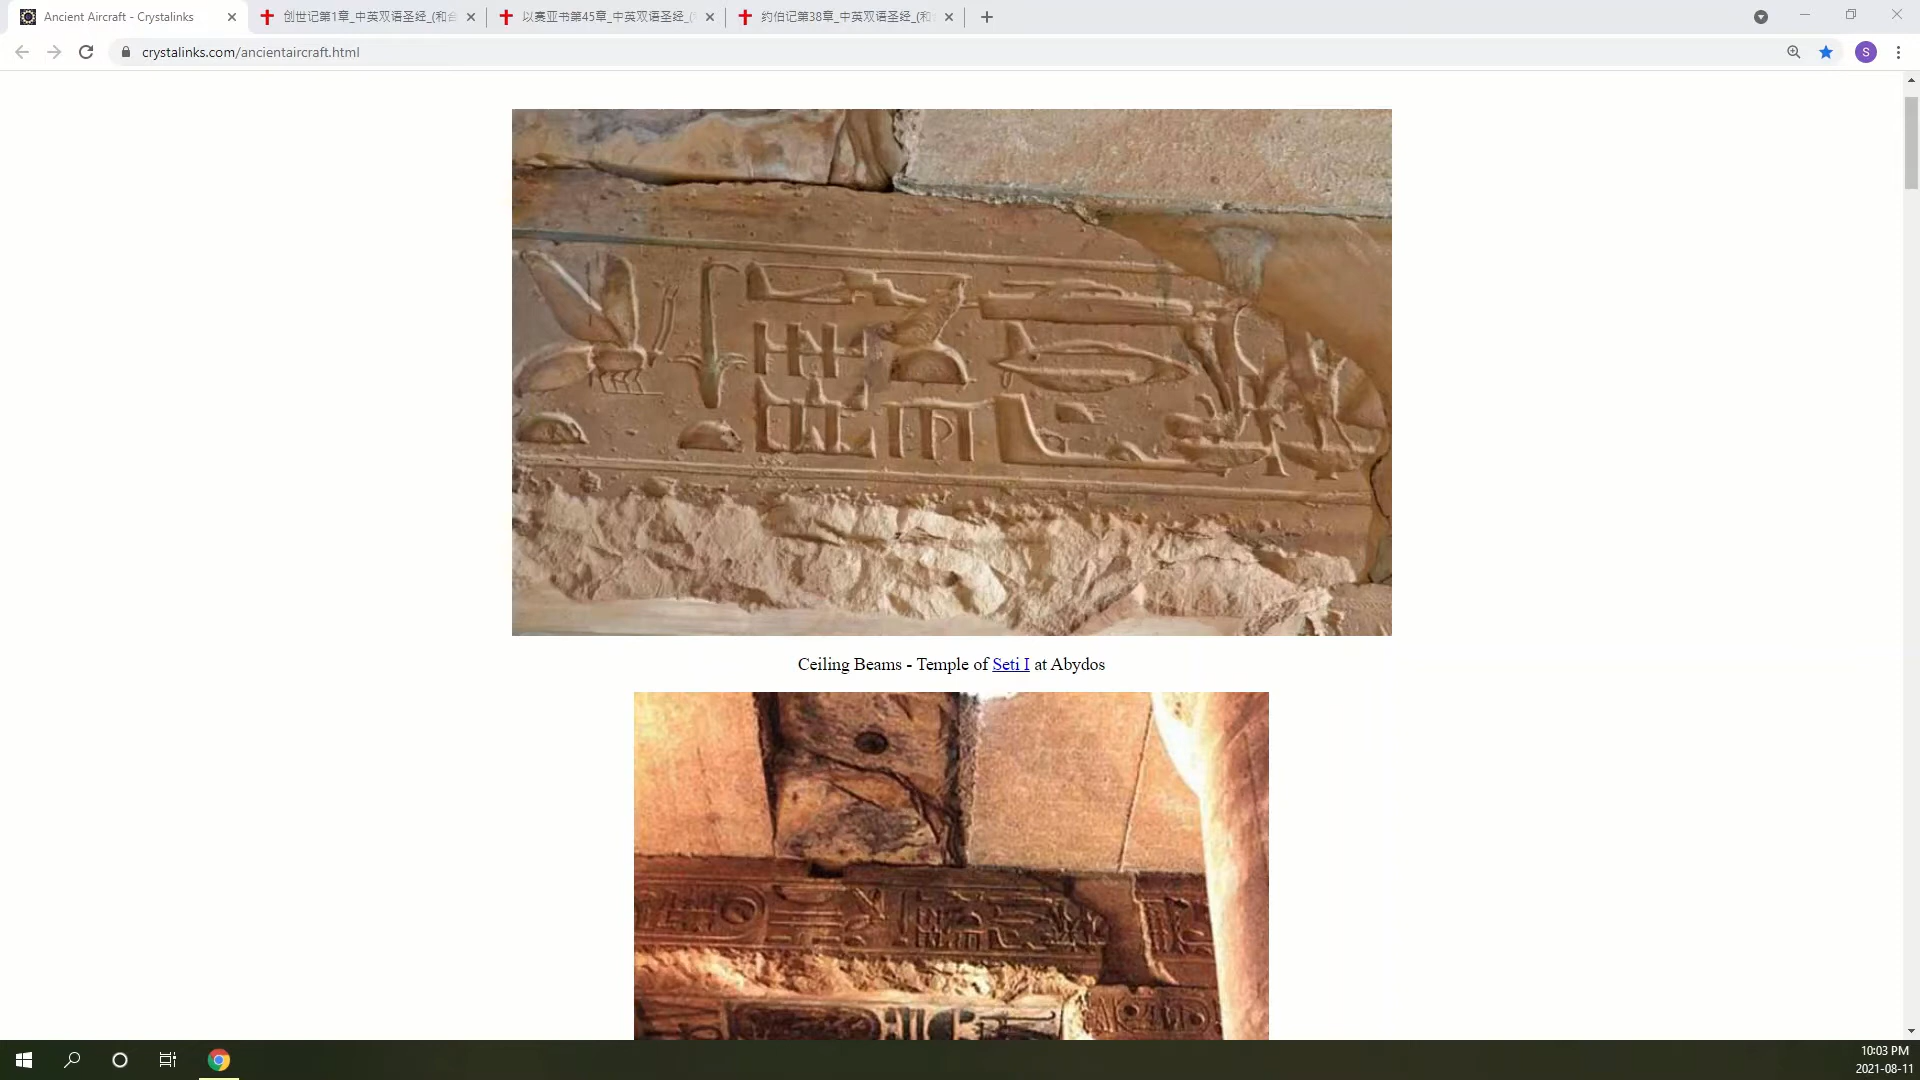 Ancient Aircraft - Crystalinks
创世记第1章_中英双语圣经_(和合
以赛亚书第45章_中英双语圣经_(
约伯记第38章_中英双语圣经_(和
crystalinks.com/ancientaircraft.html
S
Ceiling Beams - Temple of Seti I at Abydos
10:03 PM
2021-08-11